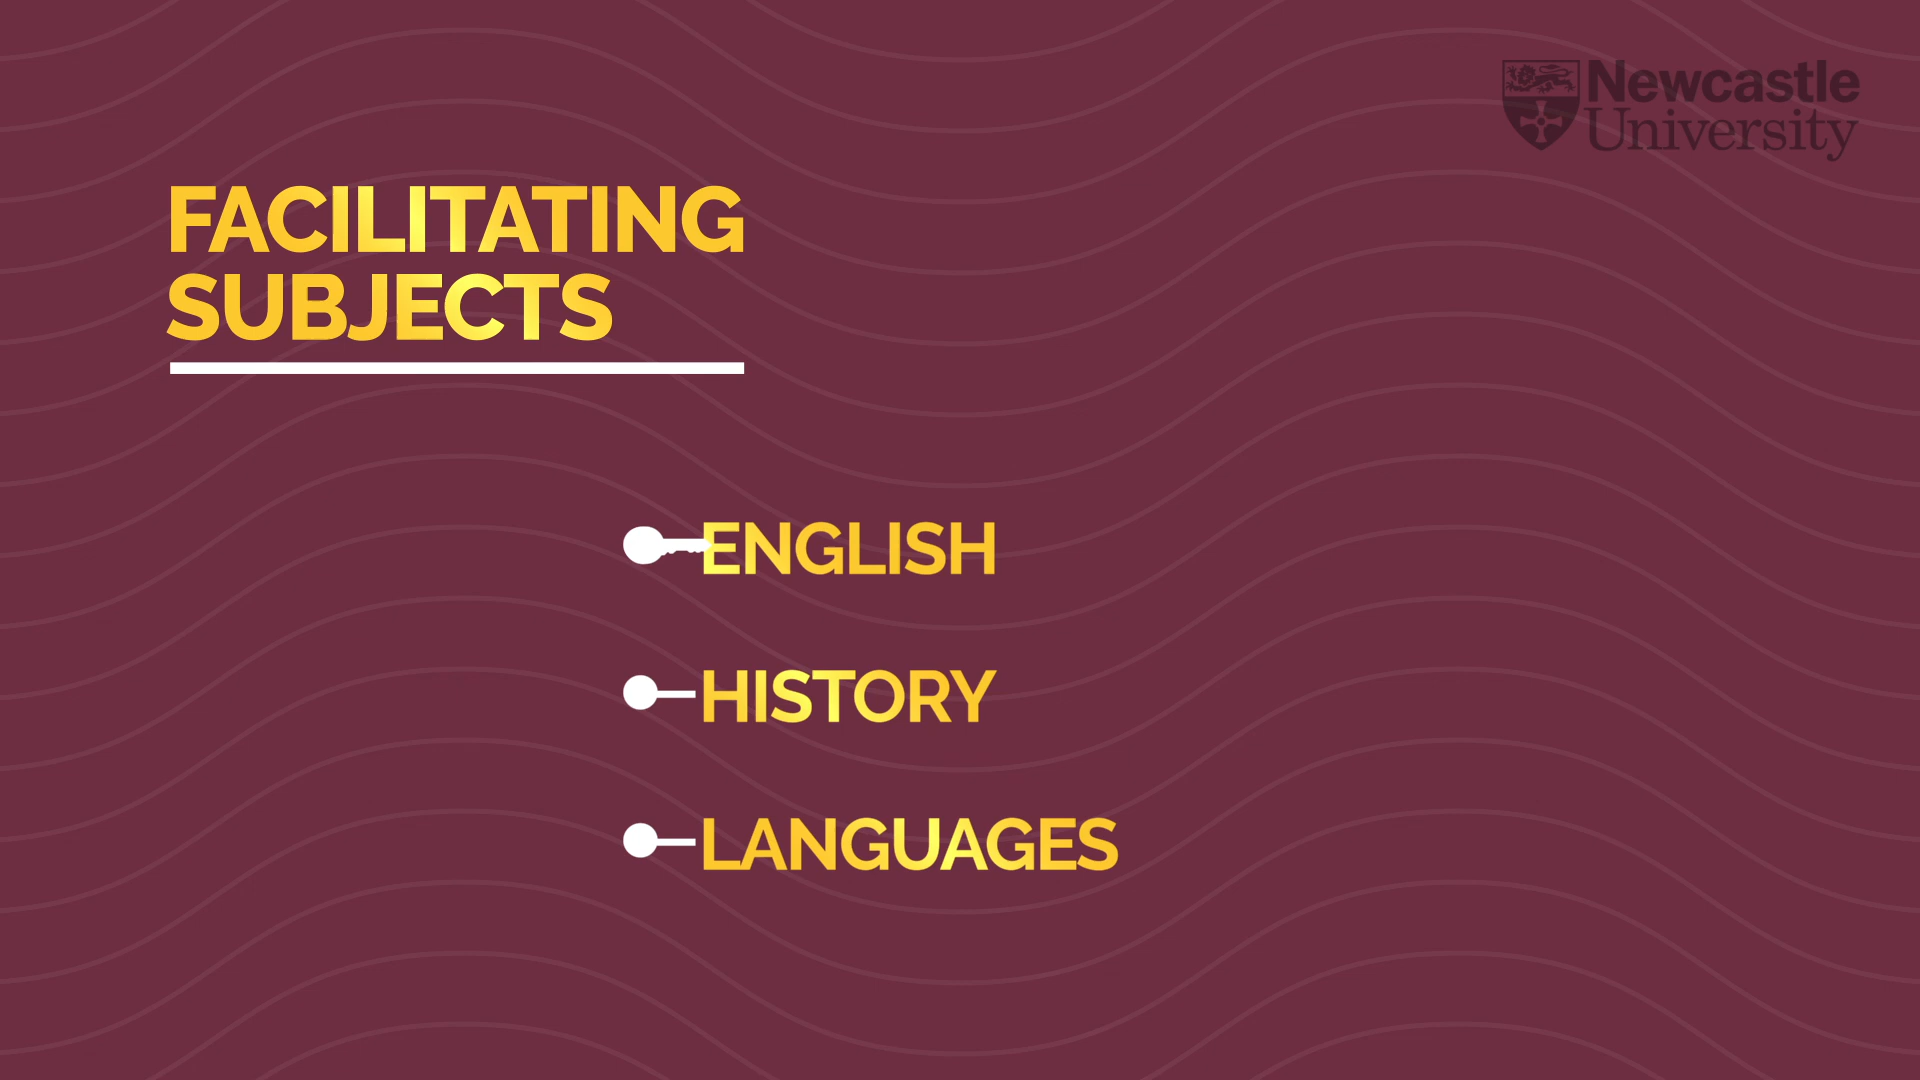 Newcastle
University
FACILITATING
SUBJECTS
ENGLISH
HISTORY
LANGUAGES